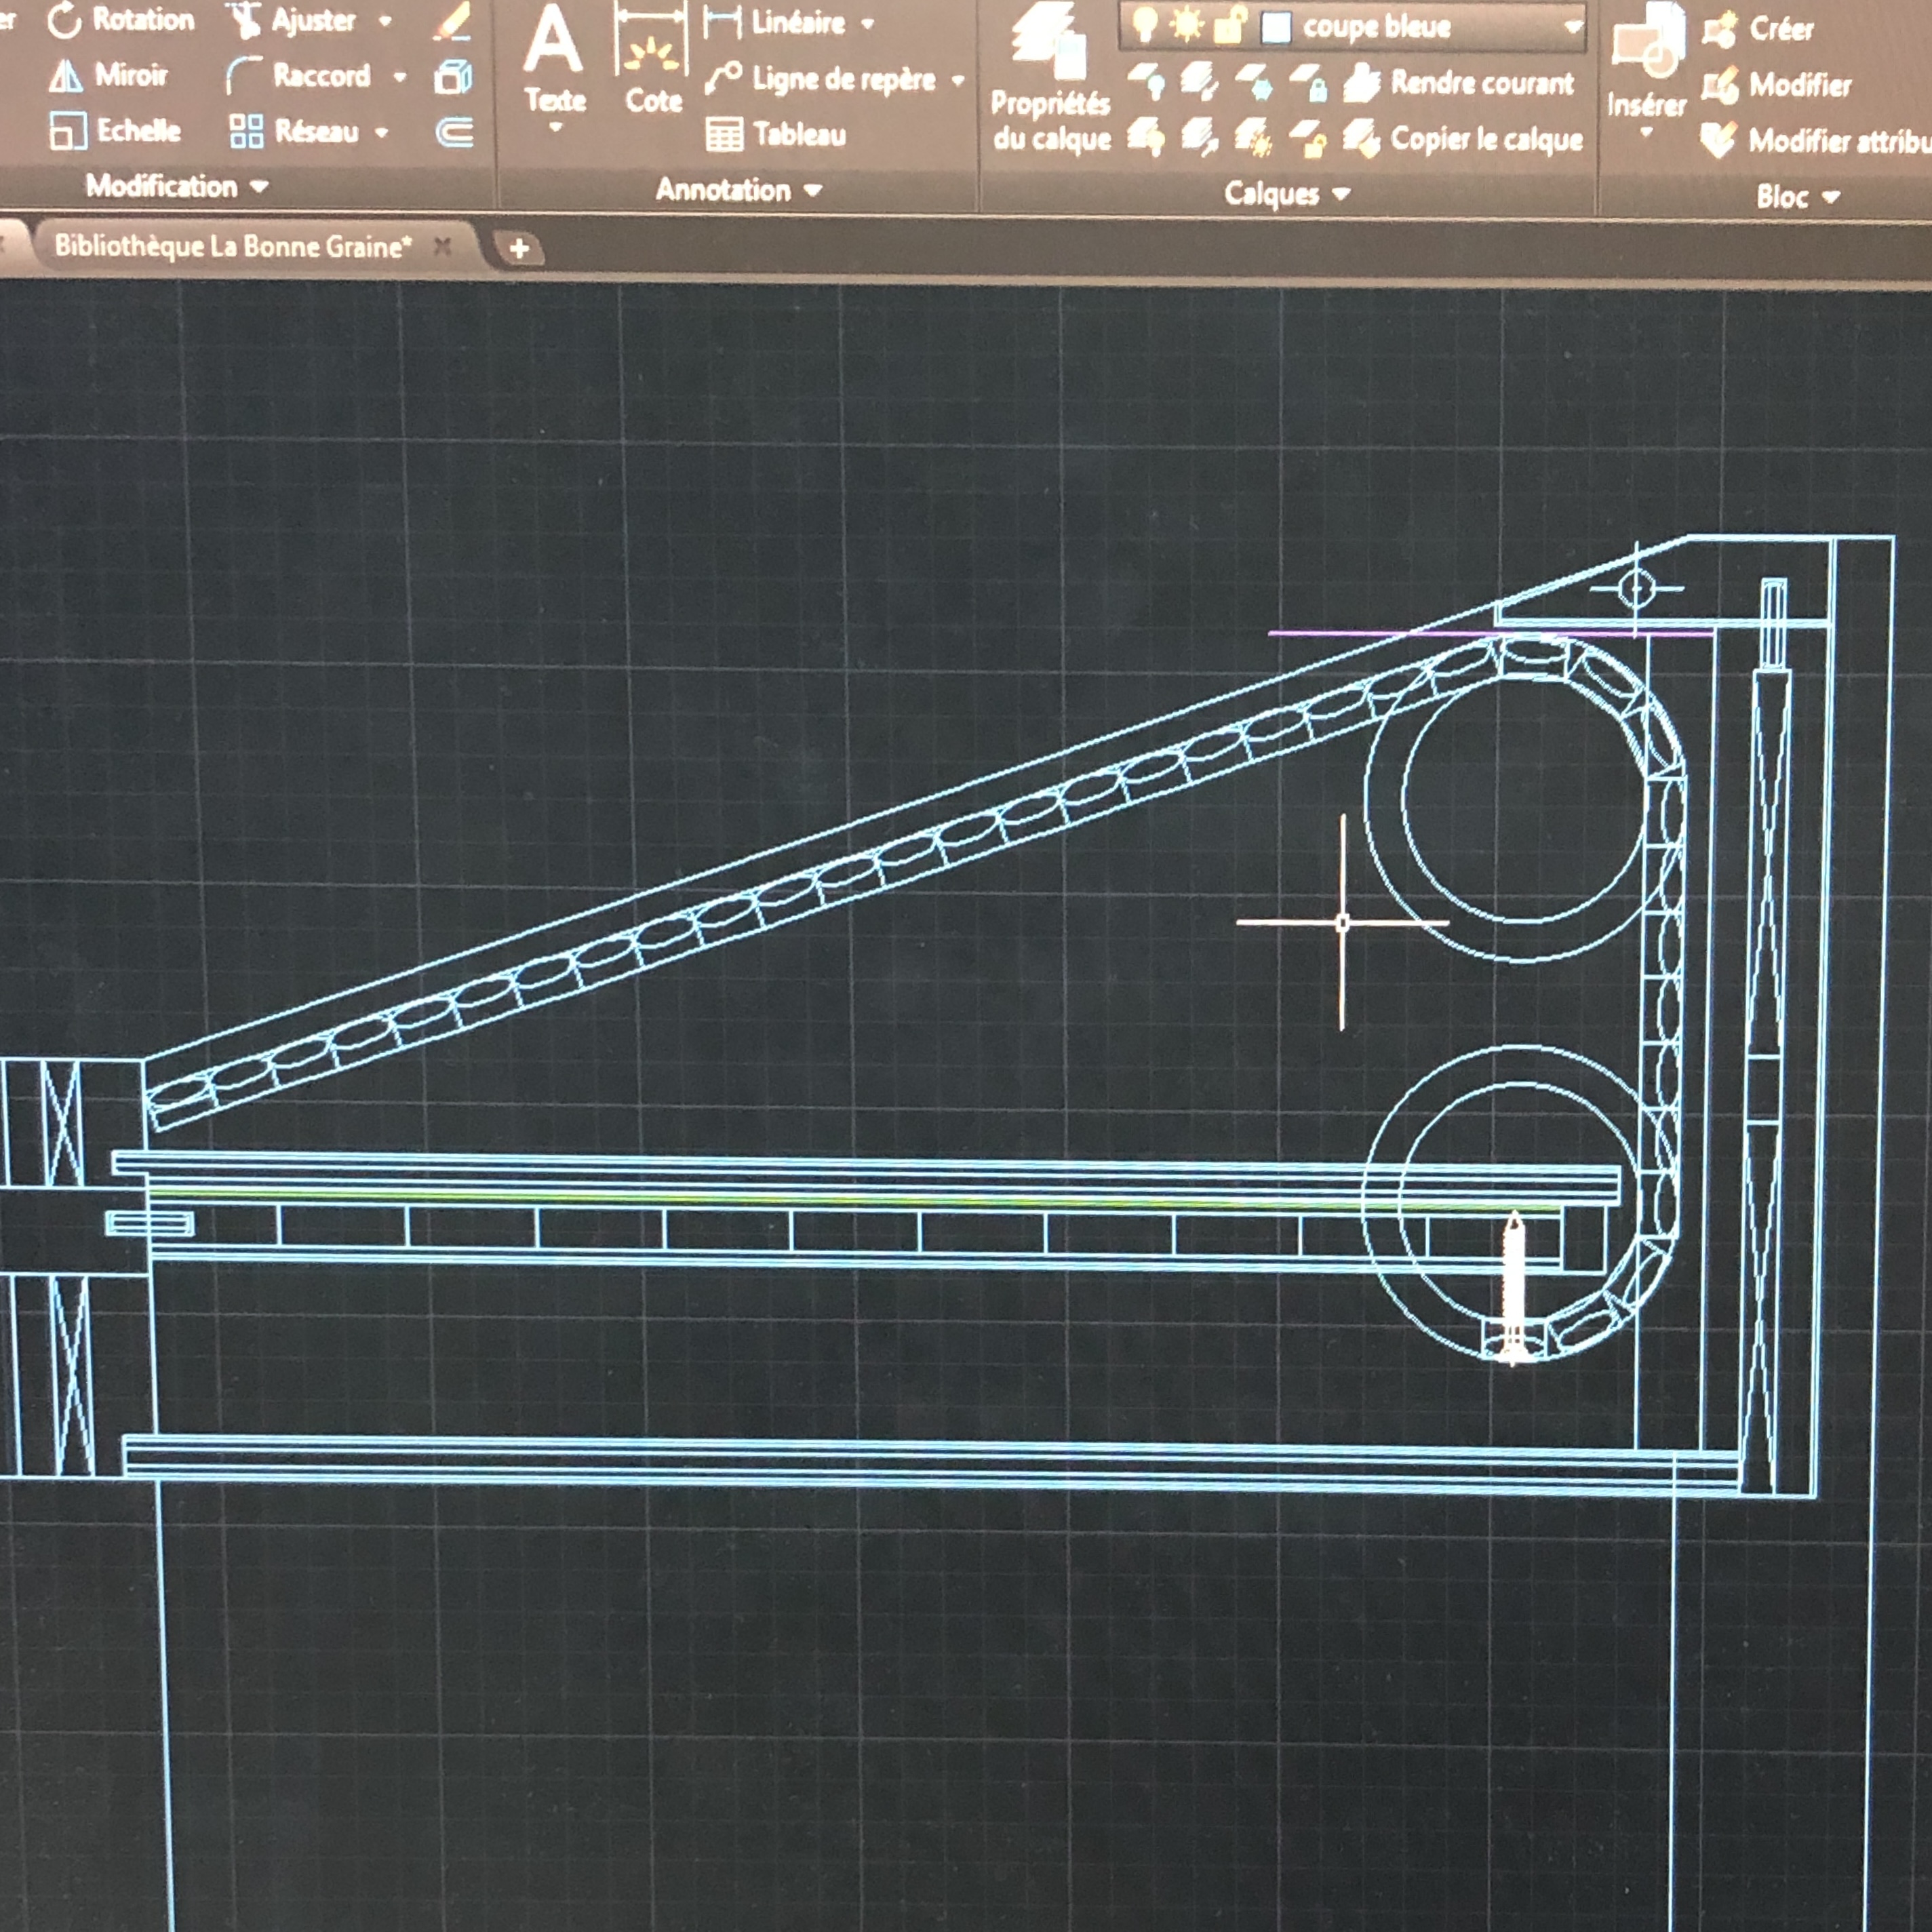 er Rotation Ajuster
Miroir Raccord
Echelle Réseau
Modification
A
Texte Cote
Linéaire
Ligne de repère
Tableau
Annotation
Propriétés
du calque
coupe bleue
Rendre courant
Copier le calque
Calques
Insérer
Créer
Modifier
Modifier attribu
Bloc
Bibliothèque La Bonne Graine*